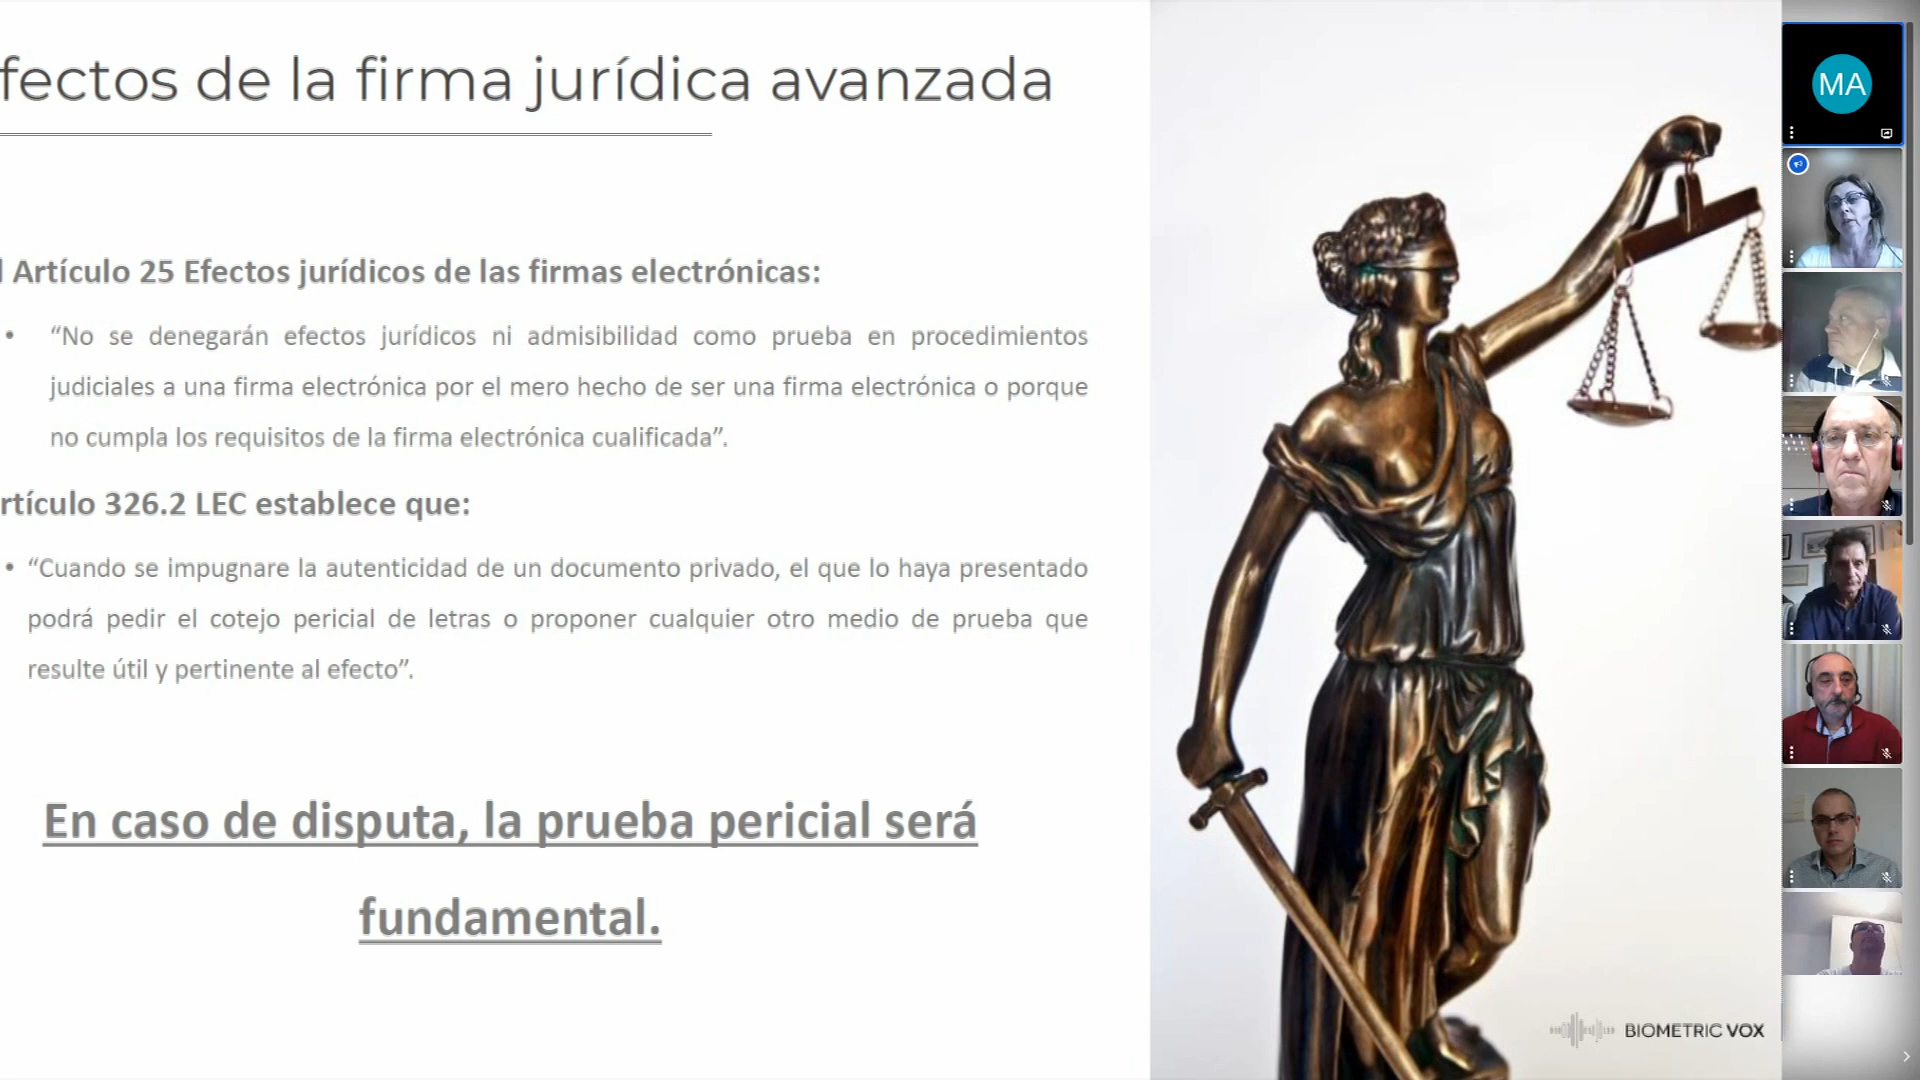 fectos de la firma jurídica avanzada
l Artículo 25 Efectos jurídicos de las firmas electrónicas:
• “No se denegarán efectos jurídicos ni admisibilidad como prueba en procedimientos
judiciales a una firma electrónica por el mero hecho de ser una firma electrónica o porque
no cumpla los requisitos de la firma electrónica cualificada”.
rtículo 326.2 LEC establece que:
• “Cuando se impugnare la autenticidad de un documento privado, el que lo haya presentado
podrá pedir el cotejo pericial de letras o proponer cualquier otro medio de prueba que
resulte útil y pertinente al efecto”.
En caso de disputa, la prueba pericial será
fundamental.
BIOMETRIC VOX
MA